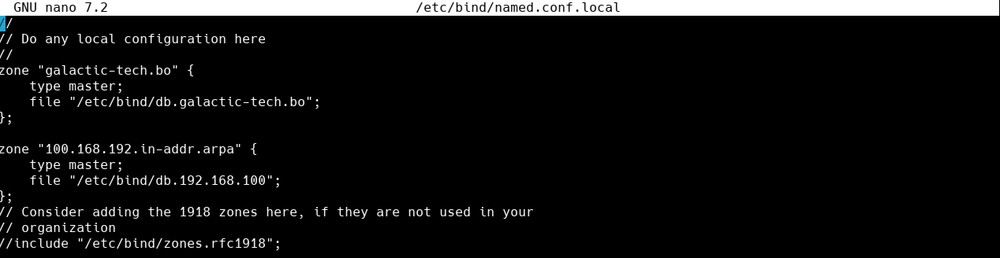 GNU nano 7.2 /etc/bind/named.conf.local
//
// Do any local configuration here
//
zone "galactic-tech.bo" {
    type master;
    file "/etc/bind/db.galactic-tech.bo";
};

zone "100.168.192.in-addr.arpa" {
    type master;
    file "/etc/bind/db.192.168.100";
};
// Consider adding the 1918 zones here, if they are not used in your
// organization
//include "/etc/bind/zones.rfc1918";